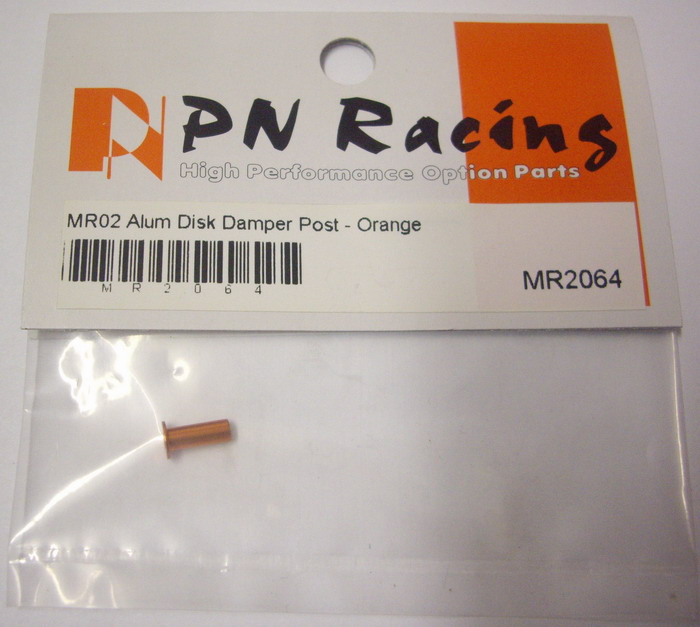 PN Racing
High Performance Option Parts
MR02 Alum Disk Damper Post - Orange
MR2064
MR2064